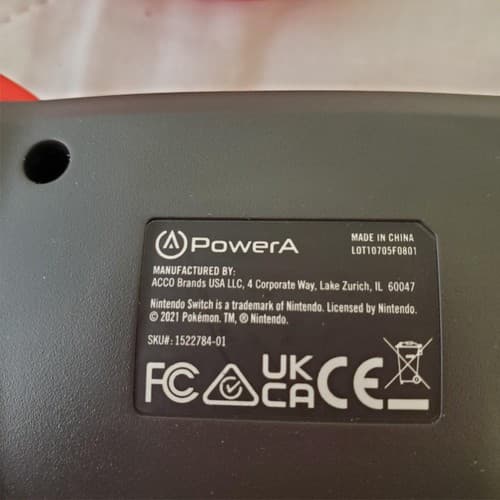 PowerA
MADE IN CHINA
LOT10705F0801
MANUFACTURED BY:
ACCO Brands USA LLC, 4 Corporate Way, Lake Zurich, IL 60047
Nintendo Switch is a trademark of Nintendo. Licensed by Nintendo.
© 2021 Pokémon. TM, ® Nintendo.
SKU#: 1522784-01
FC
UK
CA
CE